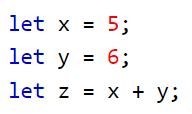 let x = 5;
let y = 6;
let z = x + y;